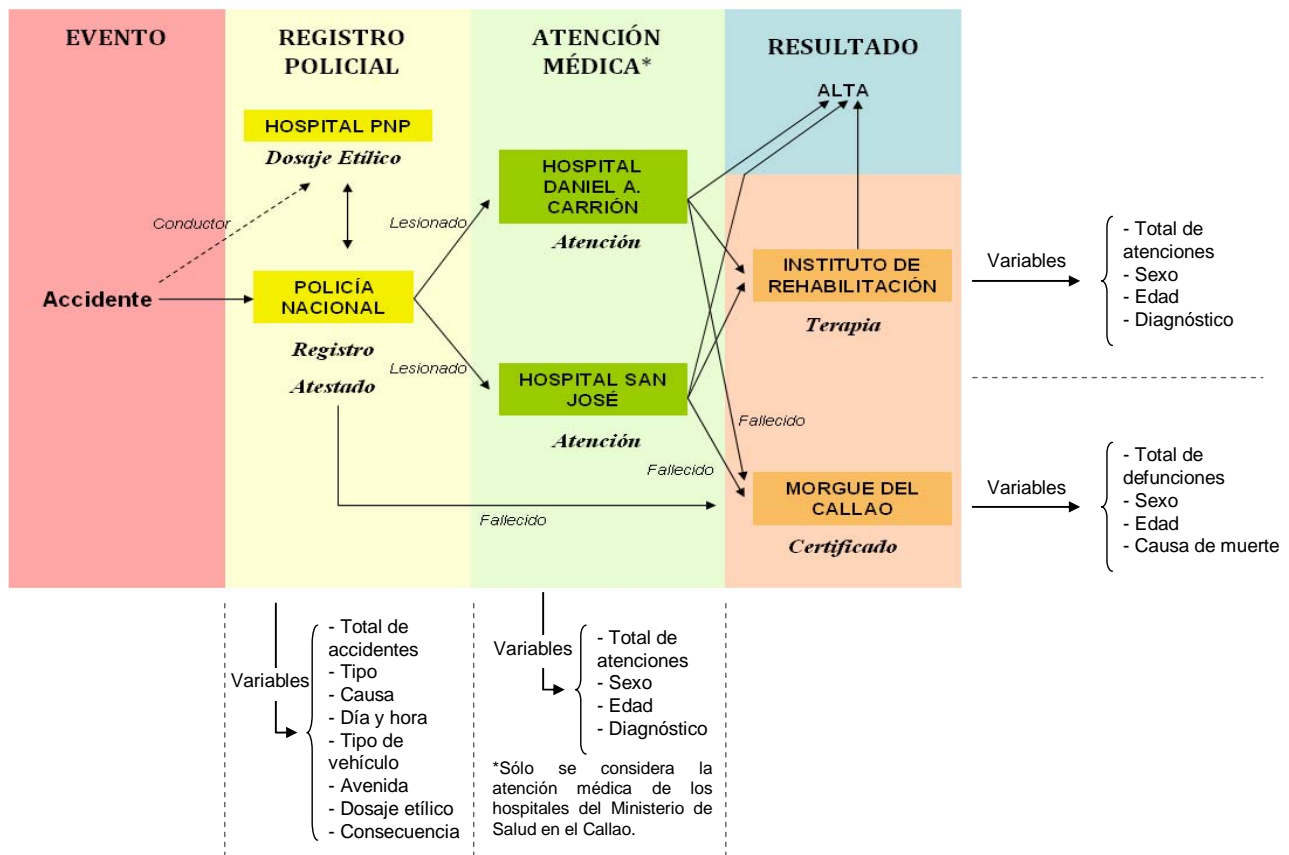 EVENTO
REGISTRO
POLICIAL
ATENCIÓN
MÉDICA*
RESULTADO
ALTA
HOSPITAL PNP
Dosaje Etílico
Conductor
Accidente
POLICÍA
NACIONAL
Registro
Atestado
Lesionado
Lesionado
HOSPITAL
DANIEL A.
CARRIÓN
Atención
HOSPITAL SAN
JOSÉ
Atención
INSTITUTO DE
REHABILITACIÓN
Terapia
Fallecido
Fallecido
Fallecido
MORGUE DEL
CALLAO
Certificado
Variables
- Total de
atenciones
- Sexo
- Edad
- Diagnóstico
Variables
- Total de
defunciones
- Sexo
- Edad
- Causa de muerte
Variables
- Total de
accidentes
- Tipo
- Causa
- Día y hora
- Tipo de
vehículo
- Avenida
- Dosaje etílico
- Consecuencia
Variables
- Total de
atenciones
- Sexo
- Edad
- Diagnóstico
*Sólo se considera la
atención médica de los
hospitales del Ministerio de
Salud en el Callao.